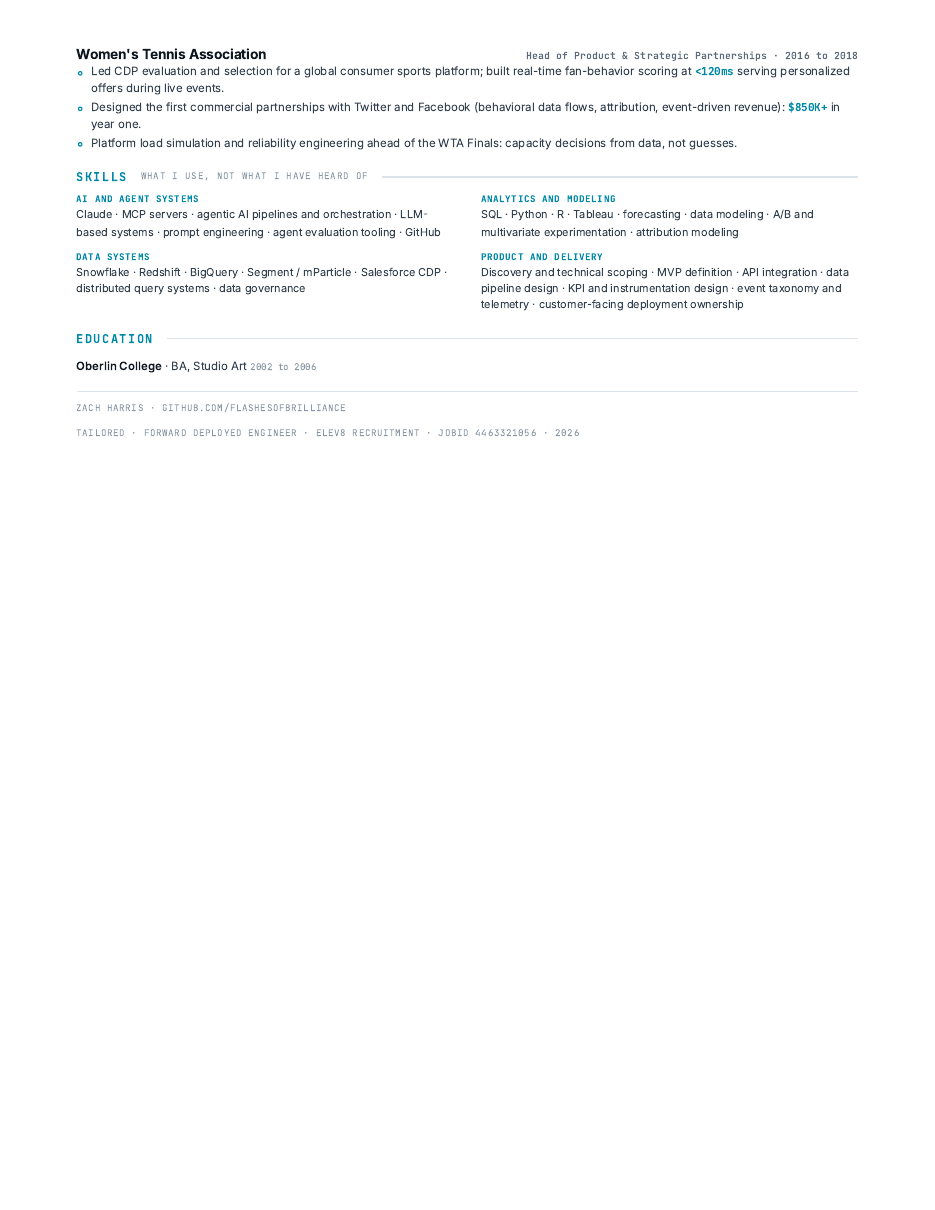 Women's Tennis Association Head of Product & Strategic Partnerships · 2016 to 2018
Led CDP evaluation and selection for a global consumer sports platform; built real-time fan-behavior scoring at <120ms serving personalized
offers during live events.
Designed the first commercial partnerships with Twitter and Facebook (behavioral data flows, attribution, event-driven revenue): $850K+ in
year one.
Platform load simulation and reliability engineering ahead of the WTA Finals: capacity decisions from data, not guesses.
SKILLS WHAT I USE, NOT WHAT I HAVE HEARD OF
AI AND AGENT SYSTEMS
Claude · MCP servers · agentic AI pipelines and orchestration · LLM-
based systems · prompt engineering · agent evaluation tooling · GitHub
ANALYTICS AND MODELING
SQL · Python · R · Tableau · forecasting · data modeling · A/B and
multivariate experimentation · attribution modeling
DATA SYSTEMS
Snowflake · Redshift · BigQuery · Segment / mParticle · Salesforce CDP ·
distributed query systems · data governance
PRODUCT AND DELIVERY
Discovery and technical scoping · MVP definition · API integration · data
pipeline design · KPI and instrumentation design · event taxonomy and
telemetry · customer-facing deployment ownership
EDUCATION
Oberlin College · BA, Studio Art 2002 to 2006
ZACH HARRIS · GITHUB.COM/FLASHESOFBRILLIANCE
TAILORED · FORWARD DEPLOYED ENGINEER · ELEV8 RECRUITMENT · JOBID 4463321056 · 2026